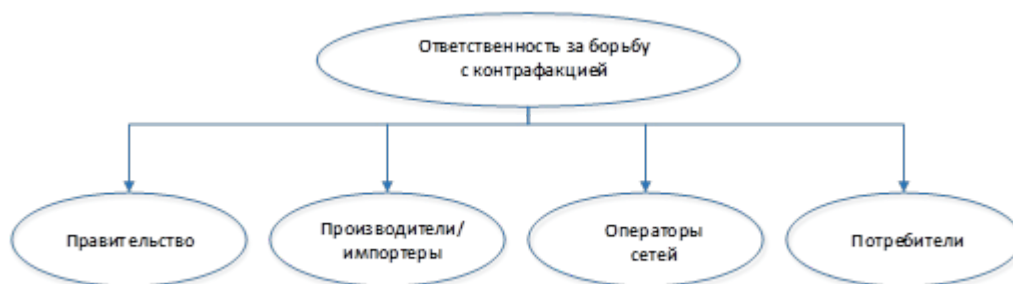 Ответственность за борьбу
с контрафакцией
Правительство
Производители/
импортеры
Операторы
сетей
Потребители